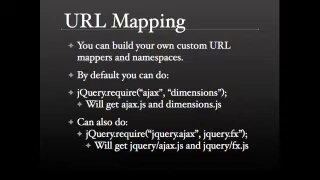 URL Mapping
You can build your own custom URL
mappers and namespaces.
By default you can do:
jQuery.require(“ajax”, “dimensions”);
Will get ajax.js and dimensions.js
Can also do:
jQuery.require(“jquery.ajax”, jquery.fx”);
Will get jquery/ajax.js and jquery/fx.js